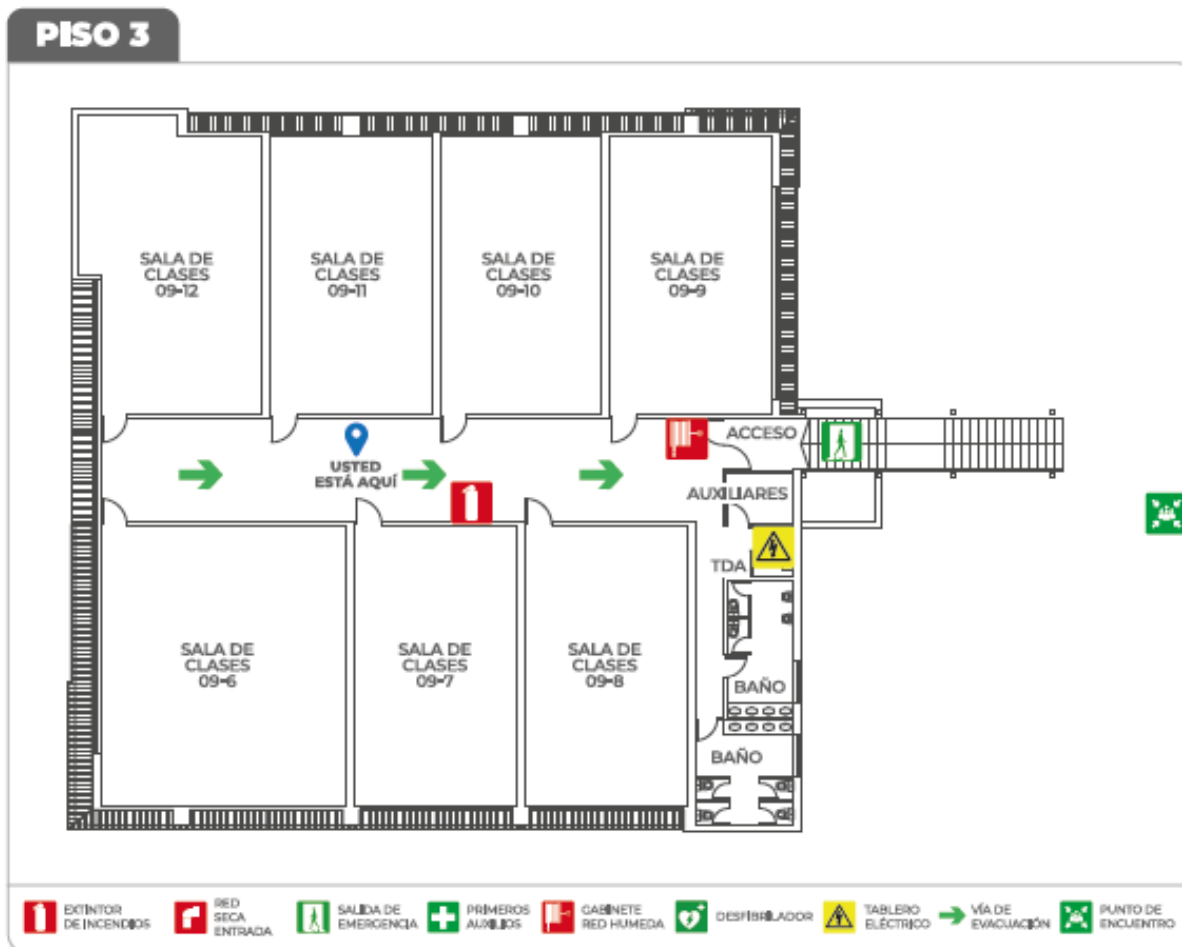 PISO 3
SALA DE
CLASES
09-12
SALA DE
CLASES
09-11
SALA DE
CLASES
09-10
SALA DE
CLASES
09-9
USTED
ESTÁ AQUÍ
ACCESO
AUXILIARES
TDA
SALA DE
CLASES
09-6
SALA DE
CLASES
09-7
SALA DE
CLASES
09-8
BAÑO
BAÑO
EXTINTOR
DE INCENDIOS
RED
SECA
ENTRADA
SALIDA DE
EMERGENCIA
PRIMEROS
AUXILIOS
GABINETE
RED HUMEDA
DESFIBRILADOR
TABLERO
ELÉCTRICO
VÍA DE
EVACUACIÓN
PUNTO DE
ENCUENTRO